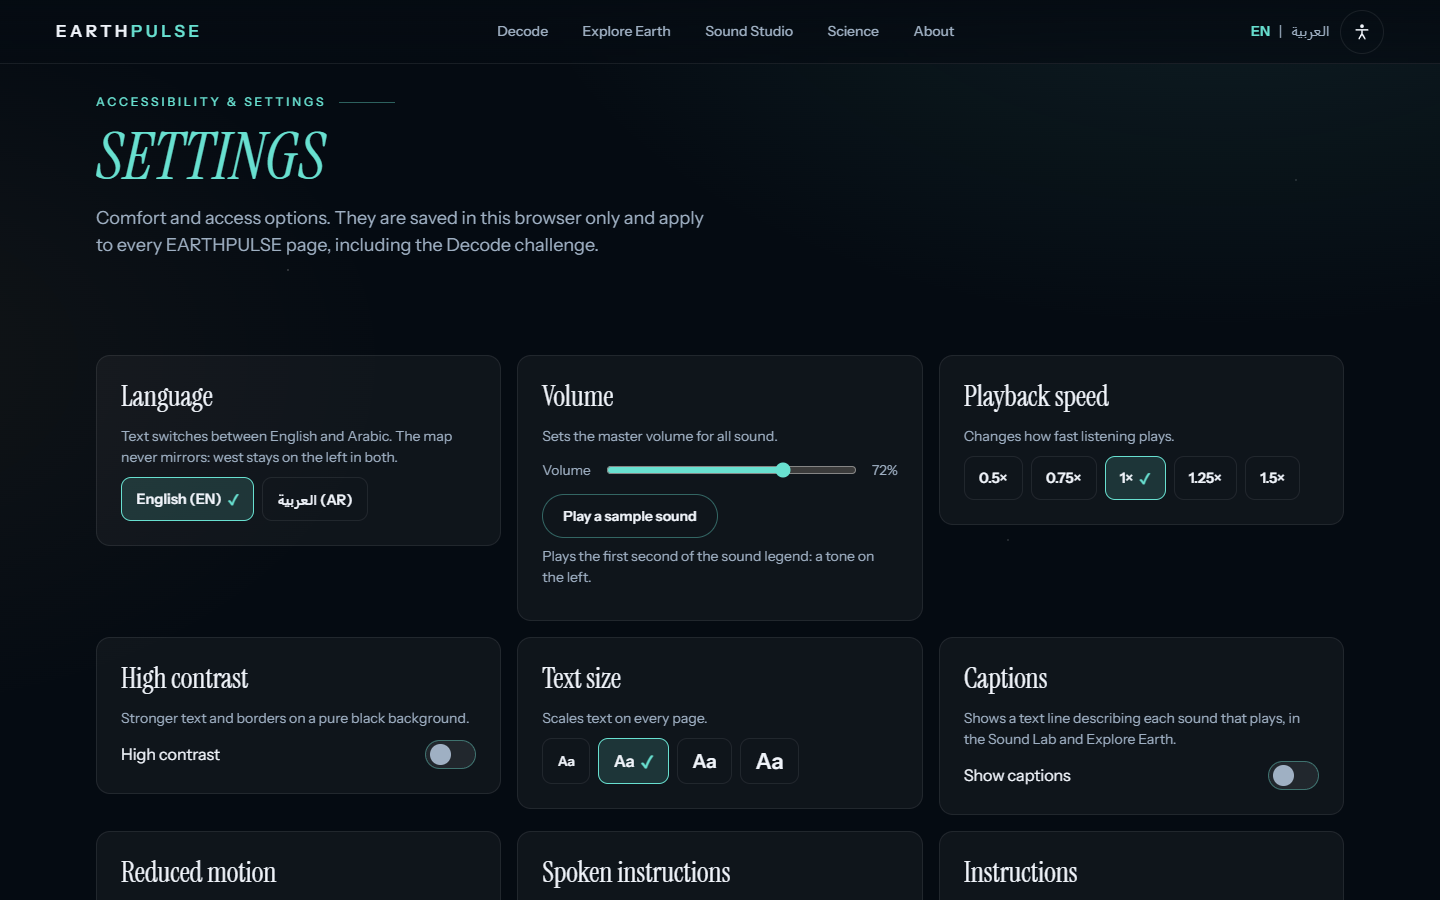 EARTHPULSE
Decode
Explore Earth
Sound Studio
Science
About
EN | العربية
ACCESSIBILITY & SETTINGS
SETTINGS
Comfort and access options. They are saved in this browser only and apply
to every EARTHPULSE page, including the Decode challenge.
Language
Text switches between English and Arabic. The map
never mirrors: west stays on the left in both.
English (EN) ✓
العربية (AR)
Volume
Sets the master volume for all sound.
Volume 72%
Play a sample sound
Plays the first second of the sound legend: a tone on
the left.
Playback speed
Changes how fast listening plays.
0.5×
0.75×
1× ✓
1.25×
1.5×
High contrast
Stronger text and borders on a pure black background.
High contrast
Text size
Scales text on every page.
Aa
Aa ✓
Aa
Aa
Captions
Shows a text line describing each sound that plays, in
the Sound Lab and Explore Earth.
Show captions
Reduced motion
Spoken instructions
Instructions